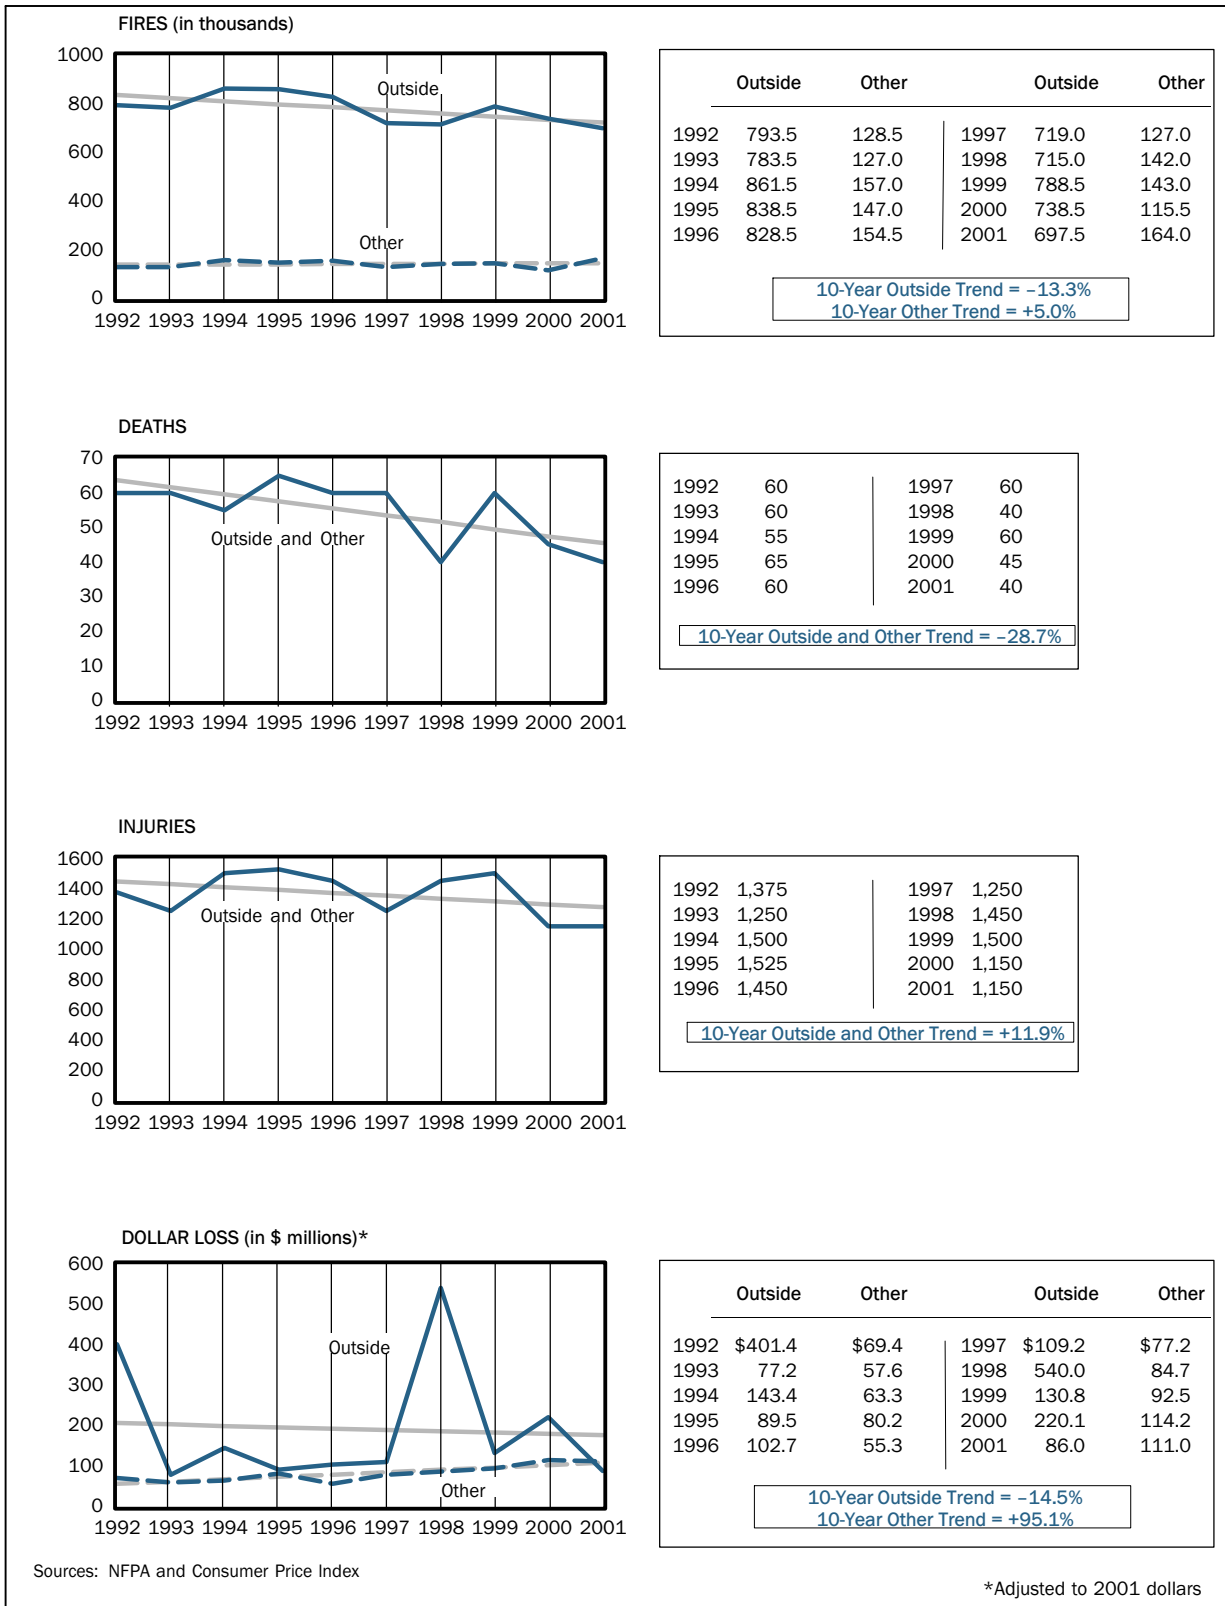 FIRES (in thousands)
1000
800
600
400
200
0
Outside
Other
1992 1993 1994 1995 1996 1997 1998 1999 2000 2001
Outside Other Outside Other
1992 793.5 128.5 1997 719.0 127.0
1993 783.5 127.0 1998 715.0 142.0
1994 861.5 157.0 1999 788.5 143.0
1995 838.5 147.0 2000 738.5 115.5
1996 828.5 154.5 2001 697.5 164.0
10-Year Outside Trend = –13.3%
10-Year Other Trend = +5.0%
DEATHS
70
60
50
40
30
20
10
0
Outside and Other
1992 1993 1994 1995 1996 1997 1998 1999 2000 2001
1992 60 1997 60
1993 60 1998 40
1994 55 1999 60
1995 65 2000 45
1996 60 2001 40
10-Year Outside and Other Trend = –28.7%
INJURIES
1600
1400
1200
1000
800
600
400
200
0
Outside and Other
1992 1993 1994 1995 1996 1997 1998 1999 2000 2001
1992 1,375 1997 1,250
1993 1,250 1998 1,450
1994 1,500 1999 1,500
1995 1,525 2000 1,150
1996 1,450 2001 1,150
10-Year Outside and Other Trend = +11.9%
DOLLAR LOSS (in $ millions)*
600
500
400
300
200
100
0
Outside
Other
1992 1993 1994 1995 1996 1997 1998 1999 2000 2001
Outside Other Outside Other
1992 $401.4 $69.4 1997 $109.2 $77.2
1993 77.2 57.6 1998 540.0 84.7
1994 143.4 63.3 1999 130.8 92.5
1995 89.5 80.2 2000 220.1 114.2
1996 102.7 55.3 2001 86.0 111.0
10-Year Outside Trend = –14.5%
10-Year Other Trend = +95.1%
Sources: NFPA and Consumer Price Index
*Adjusted to 2001 dollars